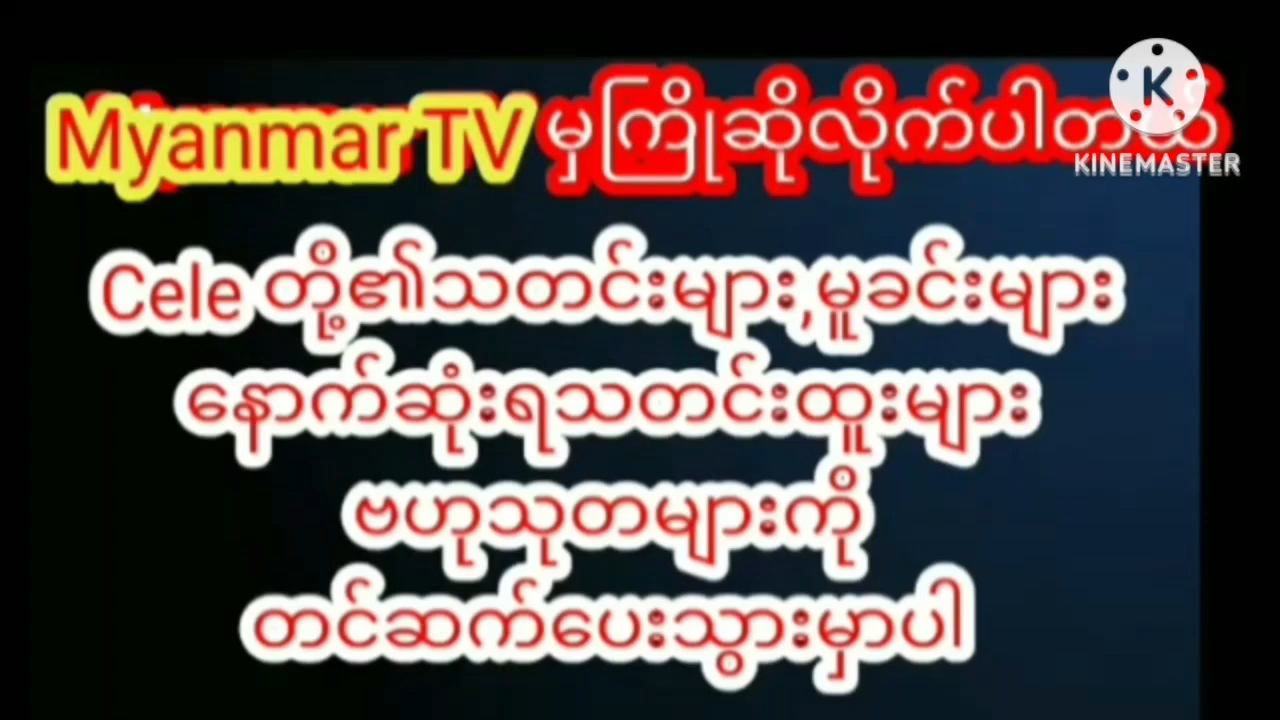 Myanmar TV မှကြိုဆိုလိုက်ပါတယ်
K
KINEMASTER
Cele တို့၏သတင်းများ,မူခင်းများ
နောက်ဆုံးရသတင်းထူးများ
ဗဟုသုတများကို
တင်ဆက်ပေးသွားမှာပါ